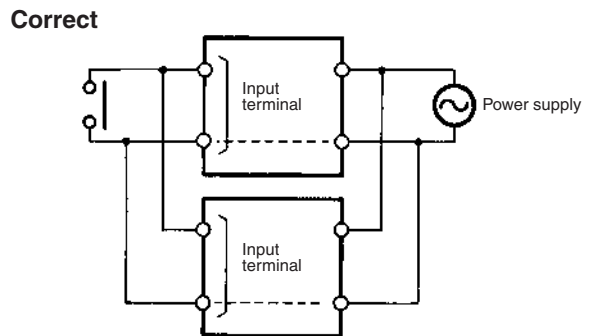 Correct
Input
terminal
Power supply
Input
terminal